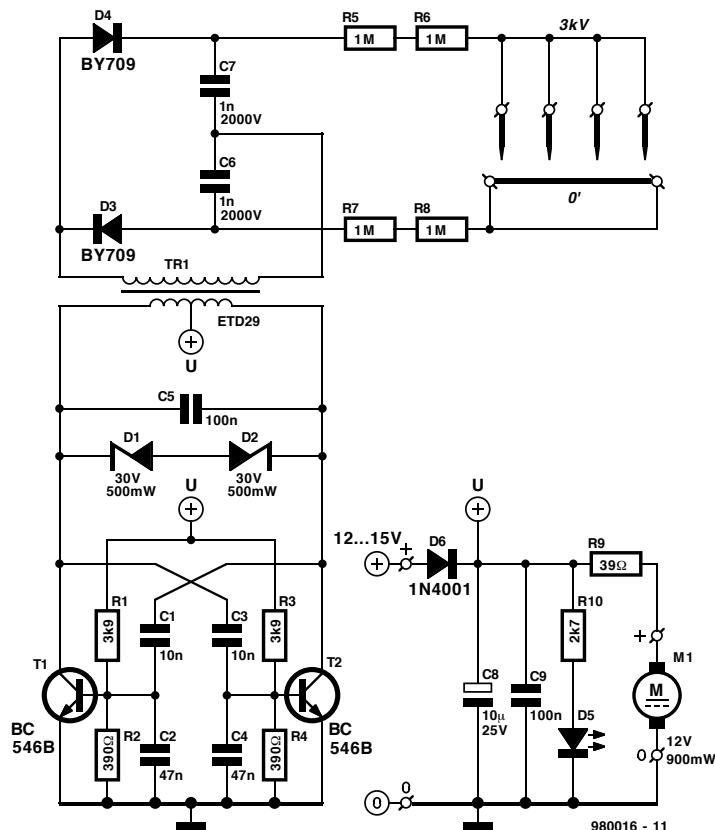 D4
BY709
R5
1M
R6
1M
3kV
C7
1n
2000V
C6
1n
2000V
D3
BY709
R7
1M
R8
1M
0'
TR1
ETD29
+
U
C5
100n
D1
30V
500mW
D2
30V
500mW
U
+
U
+
12...15V
+
+
D6
1N4001
R9
39Ω
R1
3k9
C1
10n
C3
10n
R3
3k9
R10
2k7
T1
BC
546B
T2
BC
546B
R2
390Ω
C2
47n
C4
47n
R4
390Ω
C8
10µ
25V
C9
100n
D5
+
M1
M
0
12V
900mW
0
0
980016 - 11